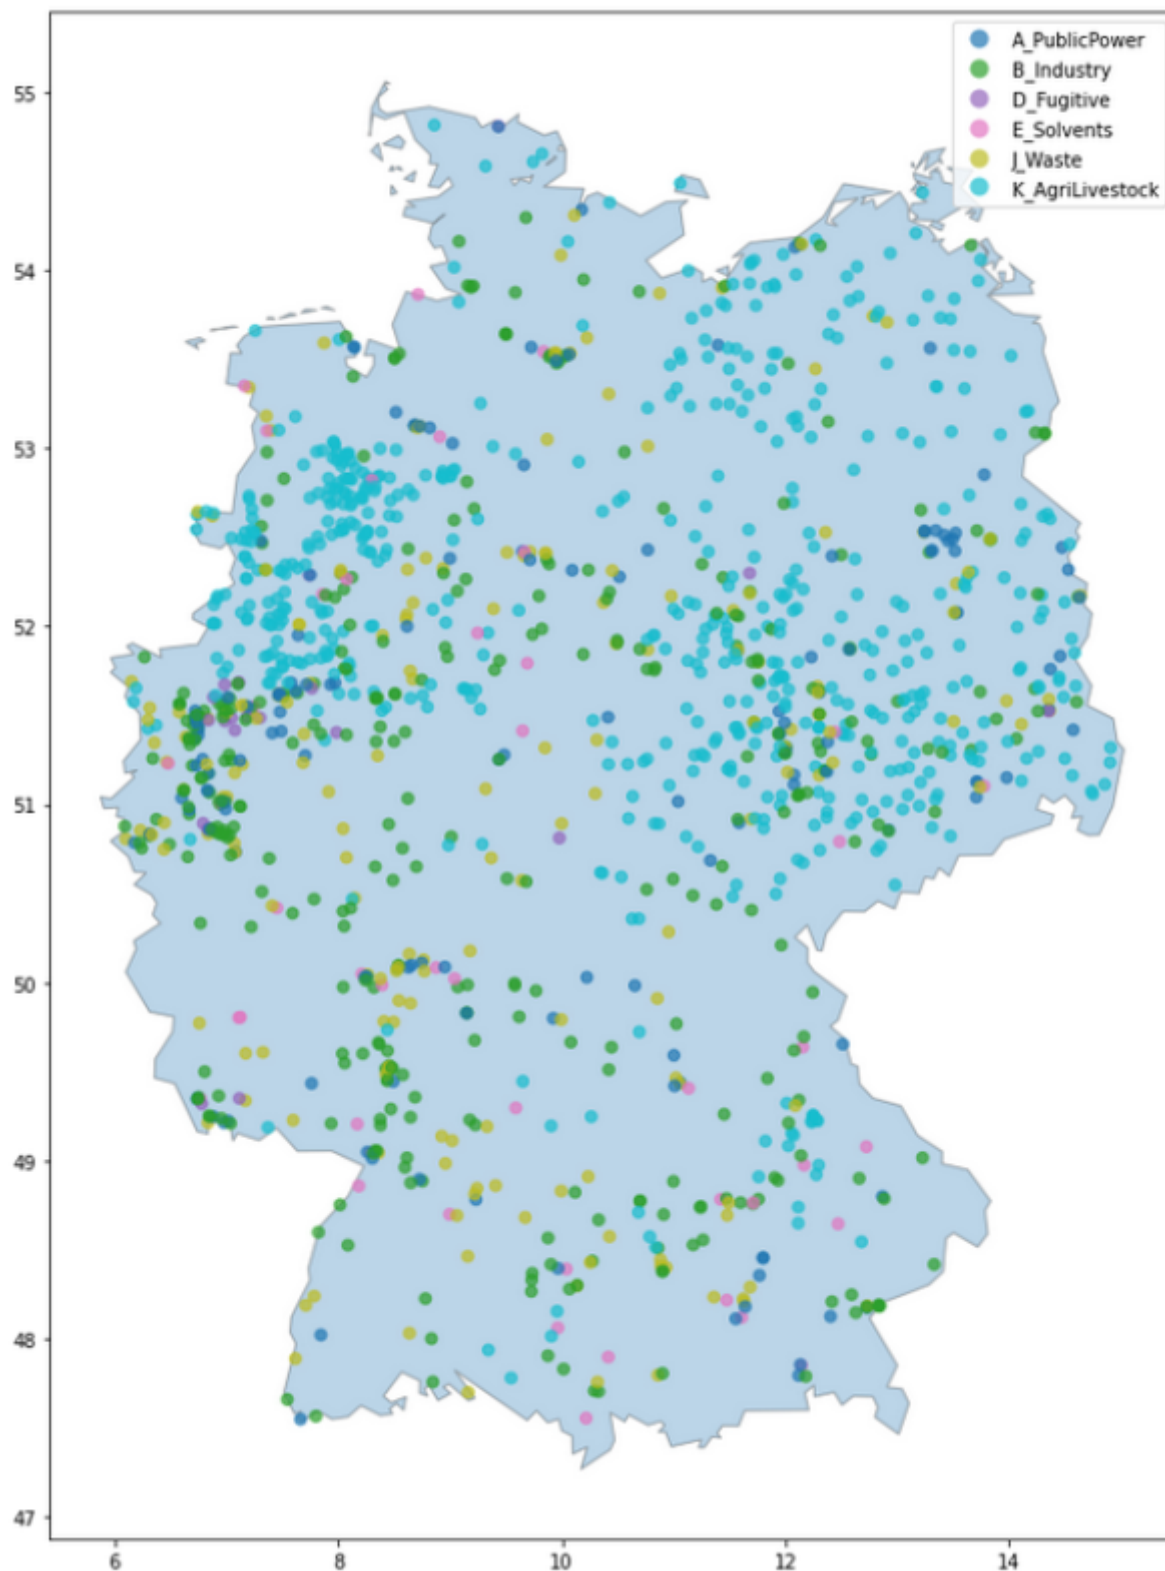 A_PublicPower
B_Industry
D_Fugitive
E_Solvents
J_Waste
K_AgriLivestock
55
54
53
52
51
50
49
48
47
6 8 10 12 14